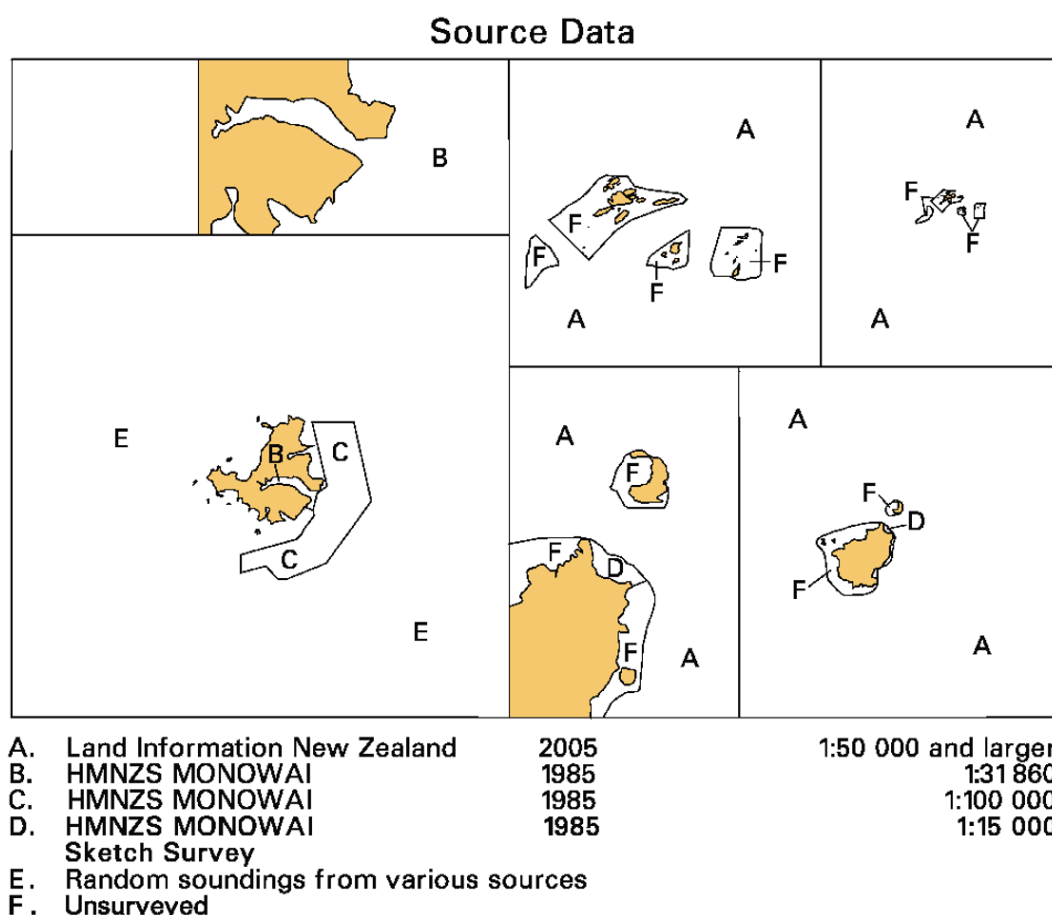 Source Data
B
A
F
F
F
F
A
A
F
F
A
E
B
C
C
E
A
F
F
D
F
A
A
F
D
F
A
A. Land Information New Zealand 2005 1:50 000 and larger
B. HMNZS MONOWAI 1985 1:31 860
C. HMNZS MONOWAI 1985 1:100 000
D. HMNZS MONOWAI 1985 1:15 000
Sketch Survey
E. Random soundings from various sources
F. Unsurveyed